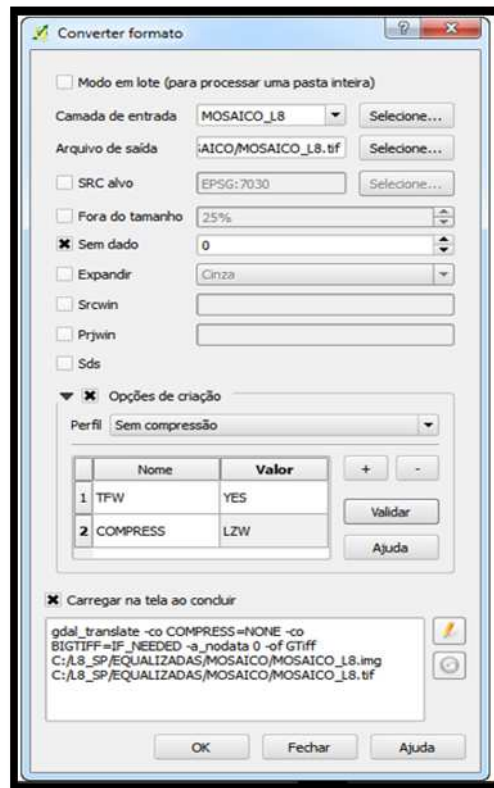 Converter formato
Modo em lote (para processar uma pasta inteira)
Camada de entrada MOSAICO_L8 Selecione...
Arquivo de saída AICO/MOSAICO_L8.tif Selecione...
SRC alvo EPSG:7030 Selecione...
Fora do tamanho 25%
Sem dado 0
Expandir Cinza
Srcwin
Prjwin
Sds
Opções de criação
Perfil Sem compressão
Nome Valor + -
1 TFW YES
Validar
2 COMPRESS LZW
Ajuda
Carregar na tela ao concluir
gdal_translate -co COMPRESS=NONE -co
BIGTIFF=IF_NEEDED -a_nodata 0 -of GTiff
C:/L8_SP/EQUALIZADAS/MOSAICO/MOSAICO_L8.img
C:/L8_SP/EQUALIZADAS/MOSAICO/MOSAICO_L8.tif
OK Fechar Ajuda